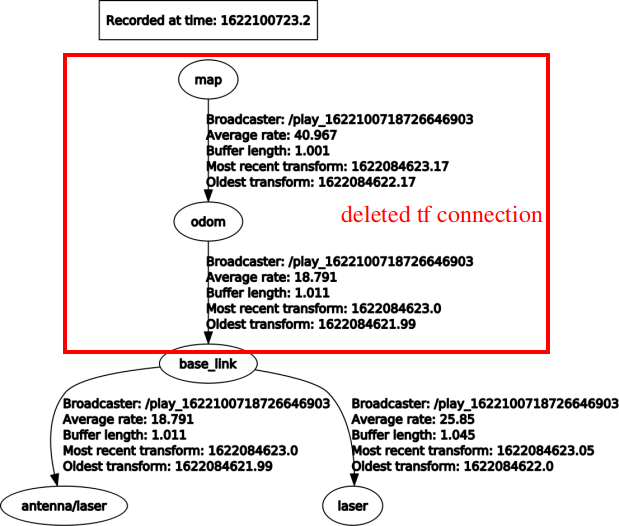 Recorded at time: 1622100723.2
map
Broadcaster: /play_1622100718726646903
Average rate: 40.967
Buffer length: 1.001
Most recent transform: 1622084623.17
Oldest transform: 1622084622.17
deleted tf connection
odom
Broadcaster: /play_1622100718726646903
Average rate: 18.791
Buffer length: 1.011
Most recent transform: 1622084623.0
Oldest transform: 1622084621.99
base_link
Broadcaster: /play_1622100718726646903
Average rate: 18.791
Buffer length: 1.011
Most recent transform: 1622084623.0
Oldest transform: 1622084621.99
Broadcaster: /play_1622100718726646903
Average rate: 25.85
Buffer length: 1.045
Most recent transform: 1622084623.05
Oldest transform: 1622084622.0
antenna/laser
laser